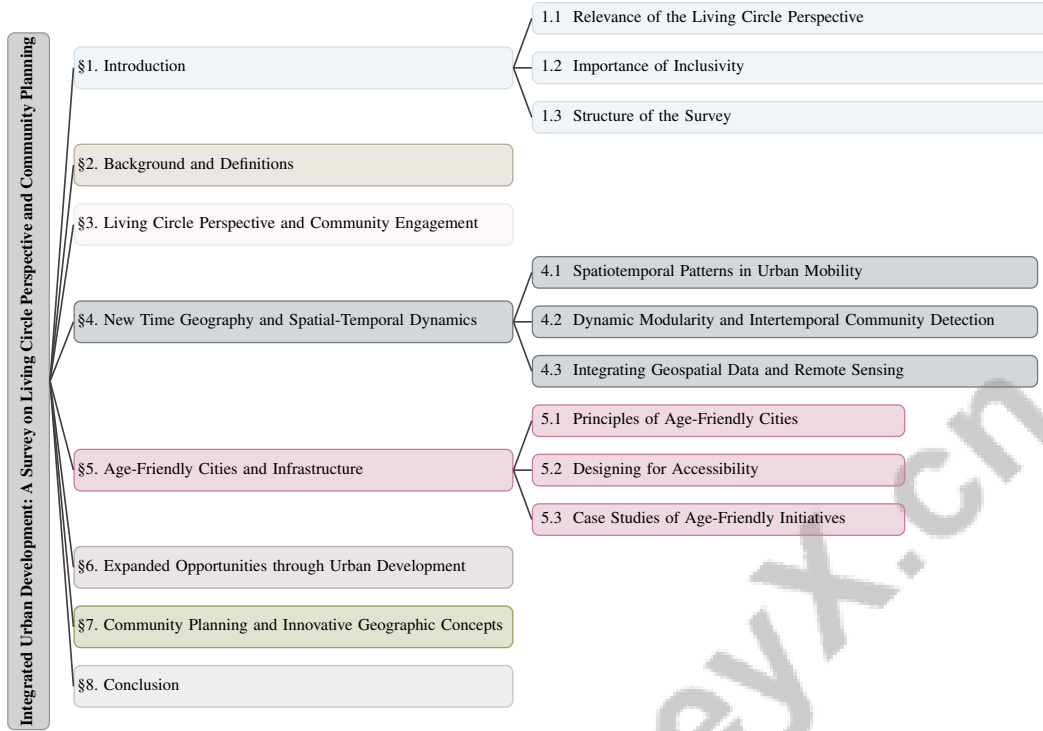 Integrated Urban Development: A Survey on Living Circle Perspective and Community Planning
§1. Introduction
1.1 Relevance of the Living Circle Perspective
1.2 Importance of Inclusivity
1.3 Structure of the Survey
§2. Background and Definitions
§3. Living Circle Perspective and Community Engagement
§4. New Time Geography and Spatial-Temporal Dynamics
4.1 Spatiotemporal Patterns in Urban Mobility
4.2 Dynamic Modularity and Intertemporal Community Detection
4.3 Integrating Geospatial Data and Remote Sensing
§5. Age-Friendly Cities and Infrastructure
5.1 Principles of Age-Friendly Cities
5.2 Designing for Accessibility
5.3 Case Studies of Age-Friendly Initiatives
§6. Expanded Opportunities through Urban Development
§7. Community Planning and Innovative Geographic Concepts
§8. Conclusion
eyx.cn